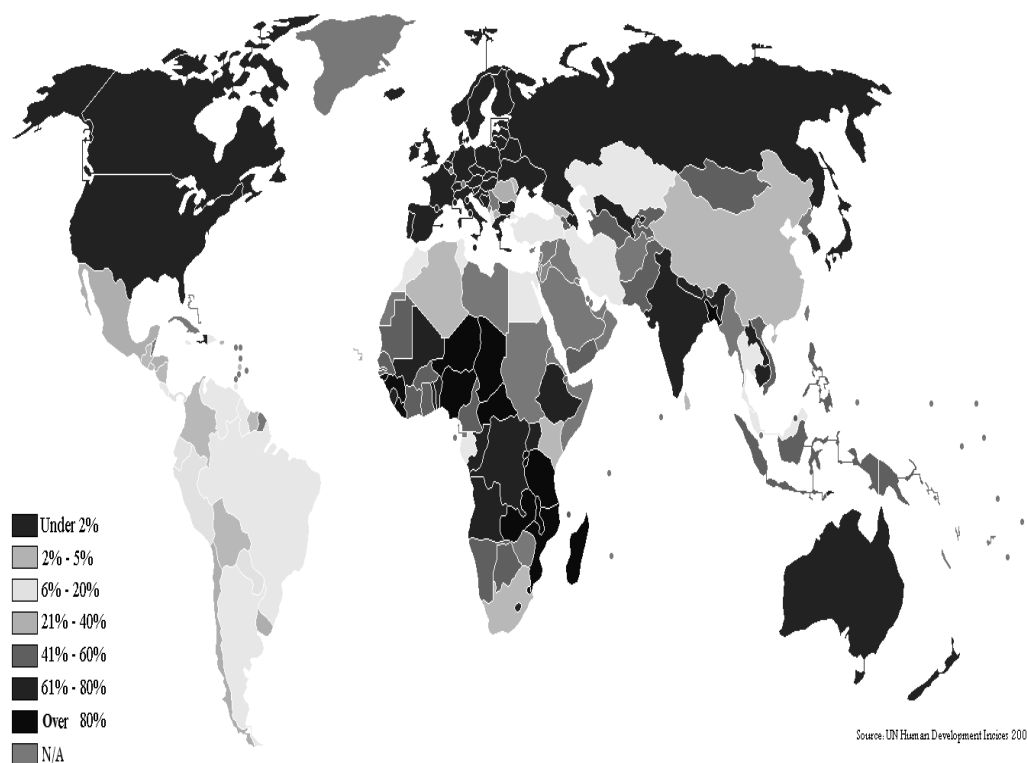 Under 2%
2% - 5%
6% - 20%
21% - 40%
41% - 60%
61% - 80%
Over 80%
N/A
Source: UN Human Development Incices 200